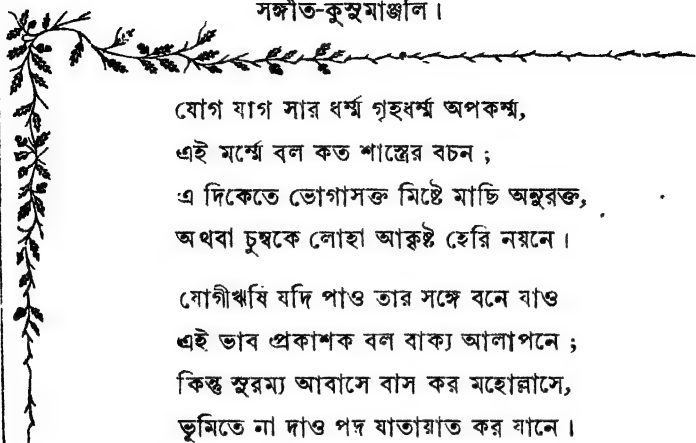 সঙ্গীত-কুসুমাঞ্জলি।
যোগ যাগ সার ধর্ম্ম গৃহধর্ম্ম অপকর্ম্ম,
এই মর্ম্মে বল কত শাস্ত্রের বচন ;
এ দিকেতে ভোগাসক্ত মিষ্টে মাছি অনুরক্ত,
অথবা চুম্বকে লোহা আকৃষ্ট হেরি নয়নে।
যোগীঋষি যদি পাও তার সঙ্গে বনে যাও
এই ভাব প্রকাশক বল বাক্য আলাপনে ;
কিন্তু সুরম্য আবাসে বাস কর মহোল্লাসে,
ভূমিতে না দাও পদ যাতায়াত কর যানে।